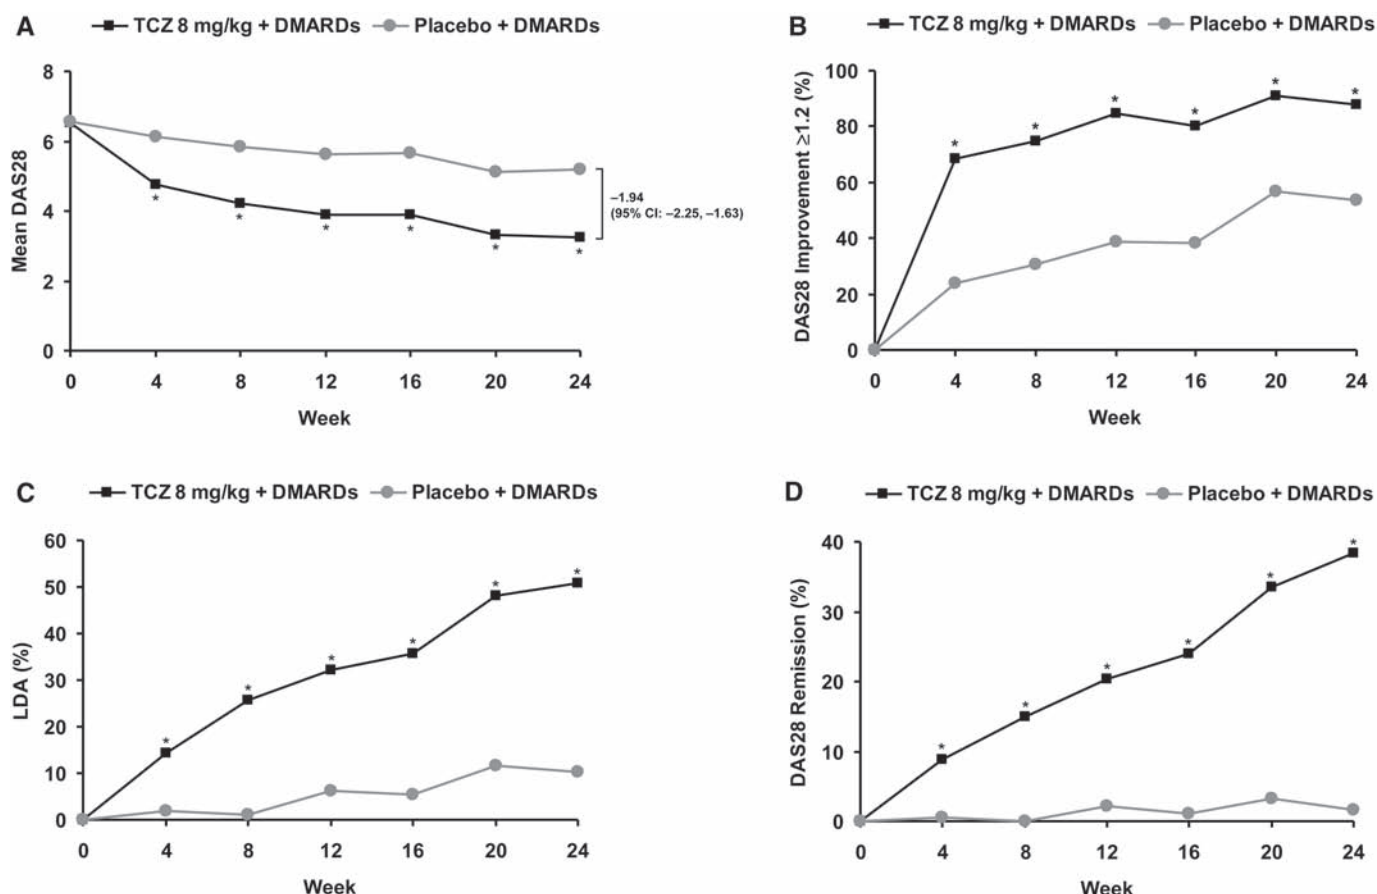 A
TCZ 8 mg/kg + DMARDs Placebo + DMARDs
8
6
4
2
0
Mean DAS28
* * * * * *
–1.94
(95% CI: –2.25, –1.63)
0 4 8 12 16 20 24
Week
B
TCZ 8 mg/kg + DMARDs Placebo + DMARDs
100
80
60
40
20
0
DAS28 Improvement ≥1.2 (%)
* * * * * *
0 4 8 12 16 20 24
Week
C
TCZ 8 mg/kg + DMARDs Placebo + DMARDs
60
50
40
30
20
10
0
LDA (%)
* * * * * *
0 4 8 12 16 20 24
Week
D
TCZ 8 mg/kg + DMARDs Placebo + DMARDs
40
30
20
10
0
DAS28 Remission (%)
* * * * * *
0 4 8 12 16 20 24
Week